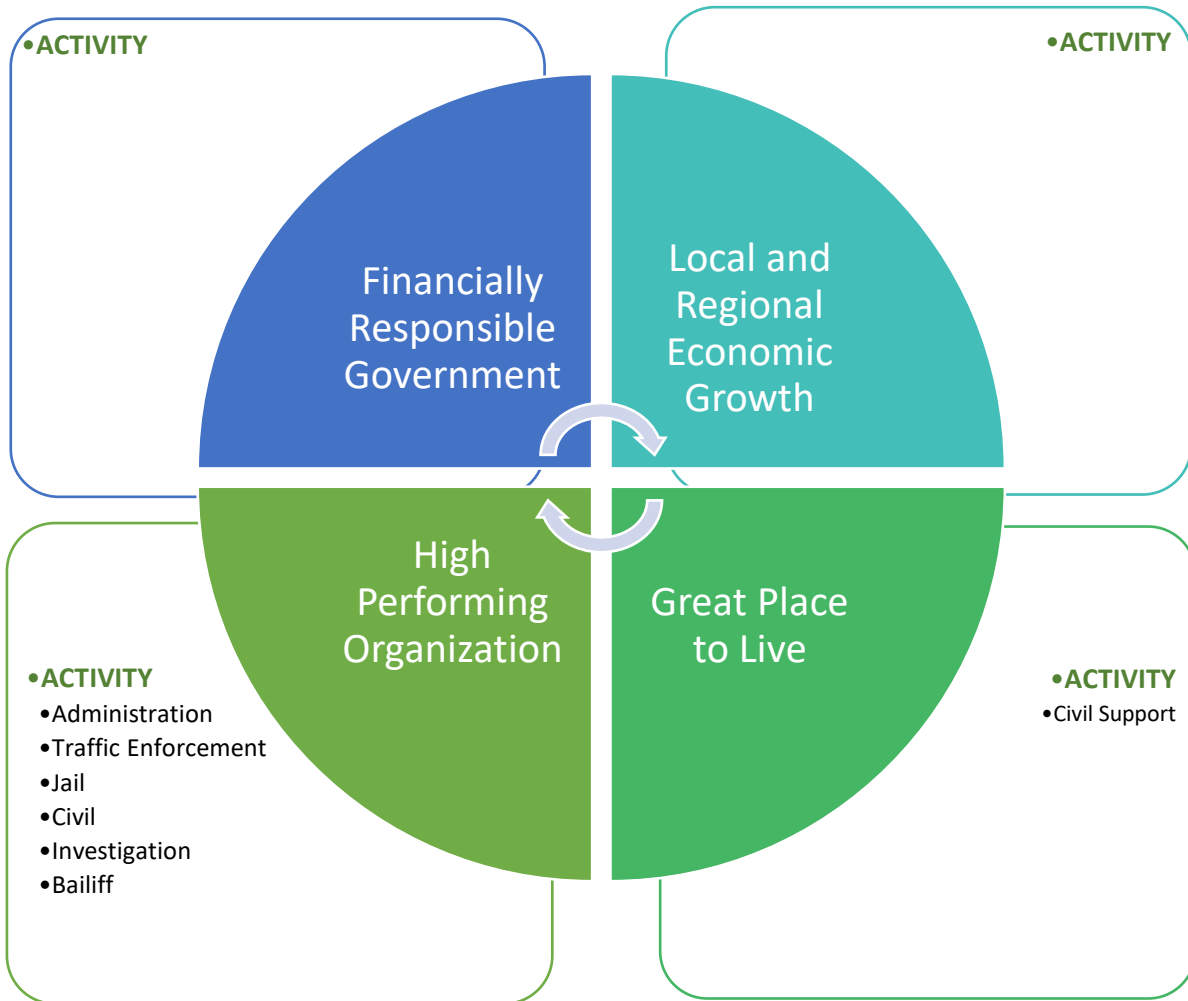 •ACTIVITY
•ACTIVITY
Financially
Responsible
Government
Local and
Regional
Economic
Growth
High
Performing
Organization
Great Place
to Live
•ACTIVITY
•Administration
•Traffic Enforcement
•Jail
•Civil
•Investigation
•Bailiff
•ACTIVITY
•Civil Support